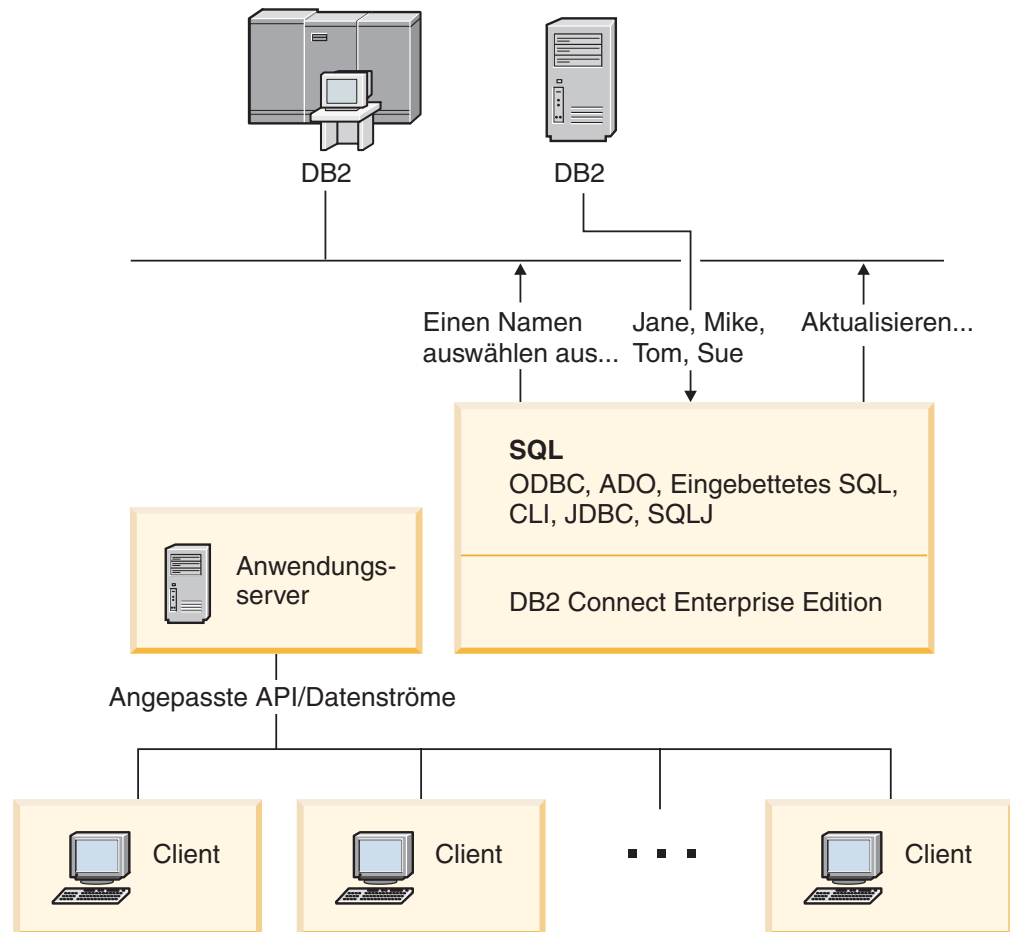 DB2
DB2
Einen Namen
auswählen aus...
Jane, Mike,
Tom, Sue
Aktualisieren...
SQL
ODBC, ADO, Eingebettetes SQL,
CLI, JDBC, SQLJ
DB2 Connect Enterprise Edition
Anwendungs-
server
Angepasste API/Datenströme
Client
Client
Client